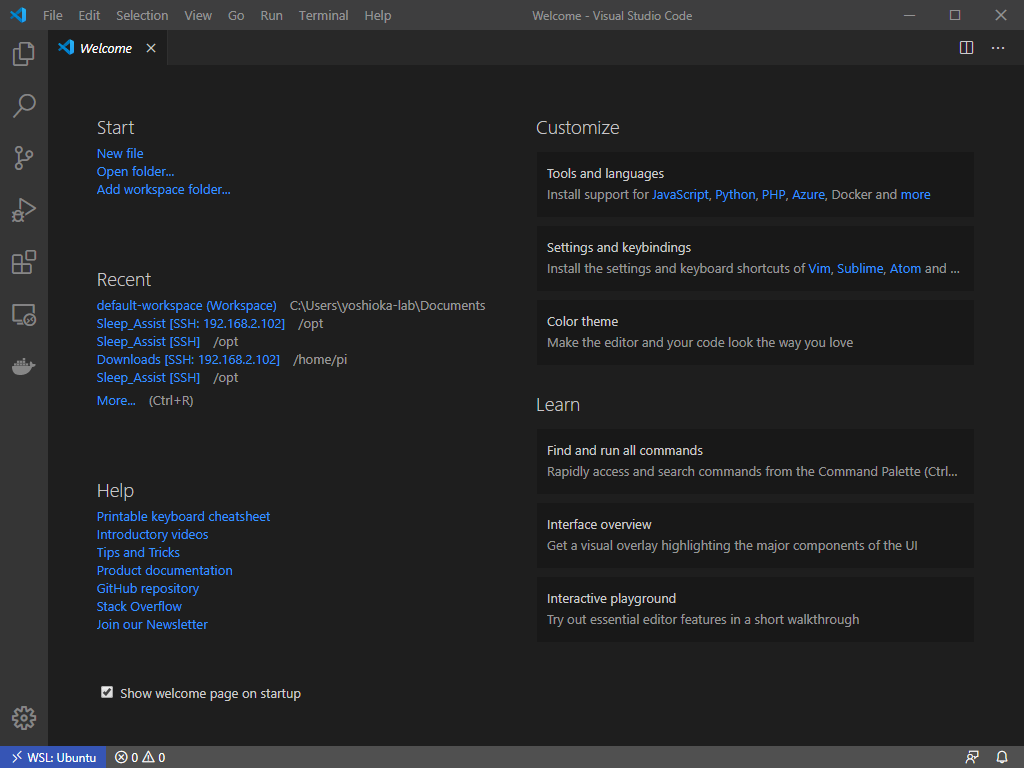 File Edit Selection View Go Run Terminal Help Welcome - Visual Studio Code
Welcome
Start
New file
Open folder...
Add workspace folder...
Recent
default-workspace (Workspace) C:\Users\yoshioka-lab\Documents
Sleep_Assist [SSH: 192.168.2.102] /opt
Sleep_Assist [SSH] /opt
Downloads [SSH: 192.168.2.102] /home/pi
Sleep_Assist [SSH] /opt
More... (Ctrl+R)
Help
Printable keyboard cheatsheet
Introductory videos
Tips and Tricks
Product documentation
GitHub repository
Stack Overflow
Join our Newsletter
Show welcome page on startup
Customize
Tools and languages
Install support for JavaScript, Python, PHP, Azure, Docker and more
Settings and keybindings
Install the settings and keyboard shortcuts of Vim, Sublime, Atom and ...
Color theme
Make the editor and your code look the way you love
Learn
Find and run all commands
Rapidly access and search commands from the Command Palette (Ctrl...
Interface overview
Get a visual overlay highlighting the major components of the UI
Interactive playground
Try out essential editor features in a short walkthrough
WSL: Ubuntu 0 0